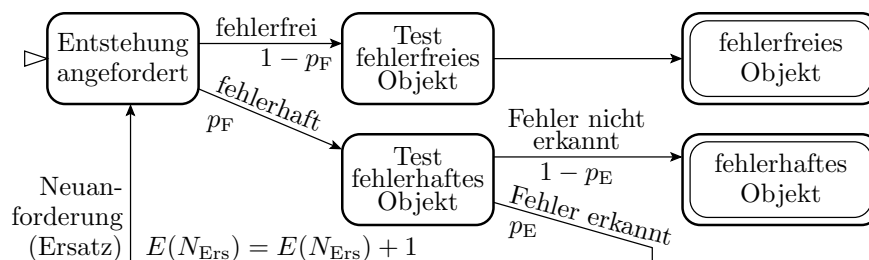 Entstehung
angefordert
fehlerfrei
1 − p_F
Test
fehlerfreies
Objekt
fehlerfreies
Objekt
fehlerhaft
p_F
Test
fehlerhaftes
Objekt
Fehler nicht
erkannt
1 − p_E
fehlerhaftes
Objekt
Fehler erkannt
p_E
Neuan-
forderung
(Ersatz)
E(N_Ers) = E(N_Ers) + 1